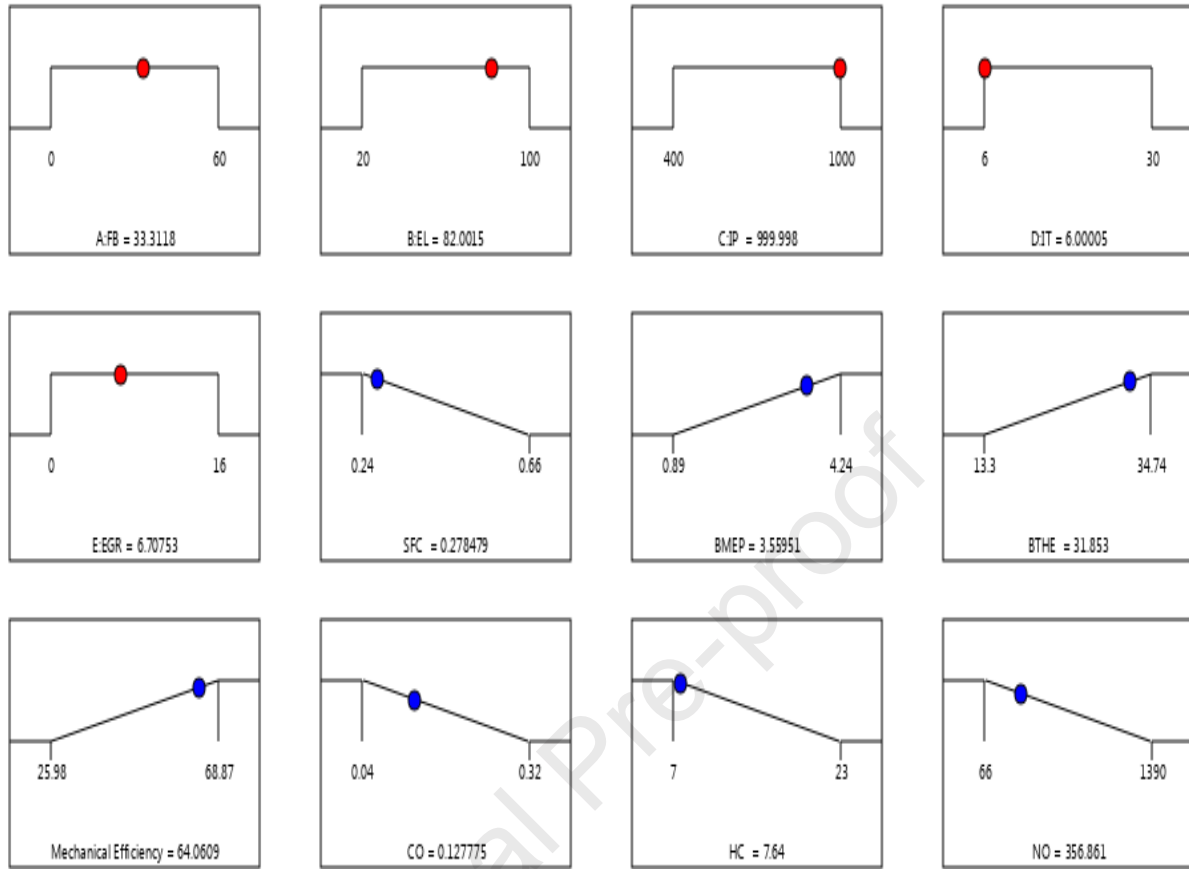 0 60
A:FB = 33.3118
20 100
B:EL = 82.0015
400 1000
C:IP = 999.998
6 30
D:IT = 6.00005
0 16
E:EGR = 6.70753
0.24 0.66
SFC = 0.278479
0.89 4.24
BMEP = 3.55951
13.3 34.74
BTHE = 31.853
25.98 68.87
Mechanical Efficiency = 64.0609
0.04 0.32
CO = 0.127775
7 23
HC = 7.64
66 1390
NO = 356.861
al Pre-proof